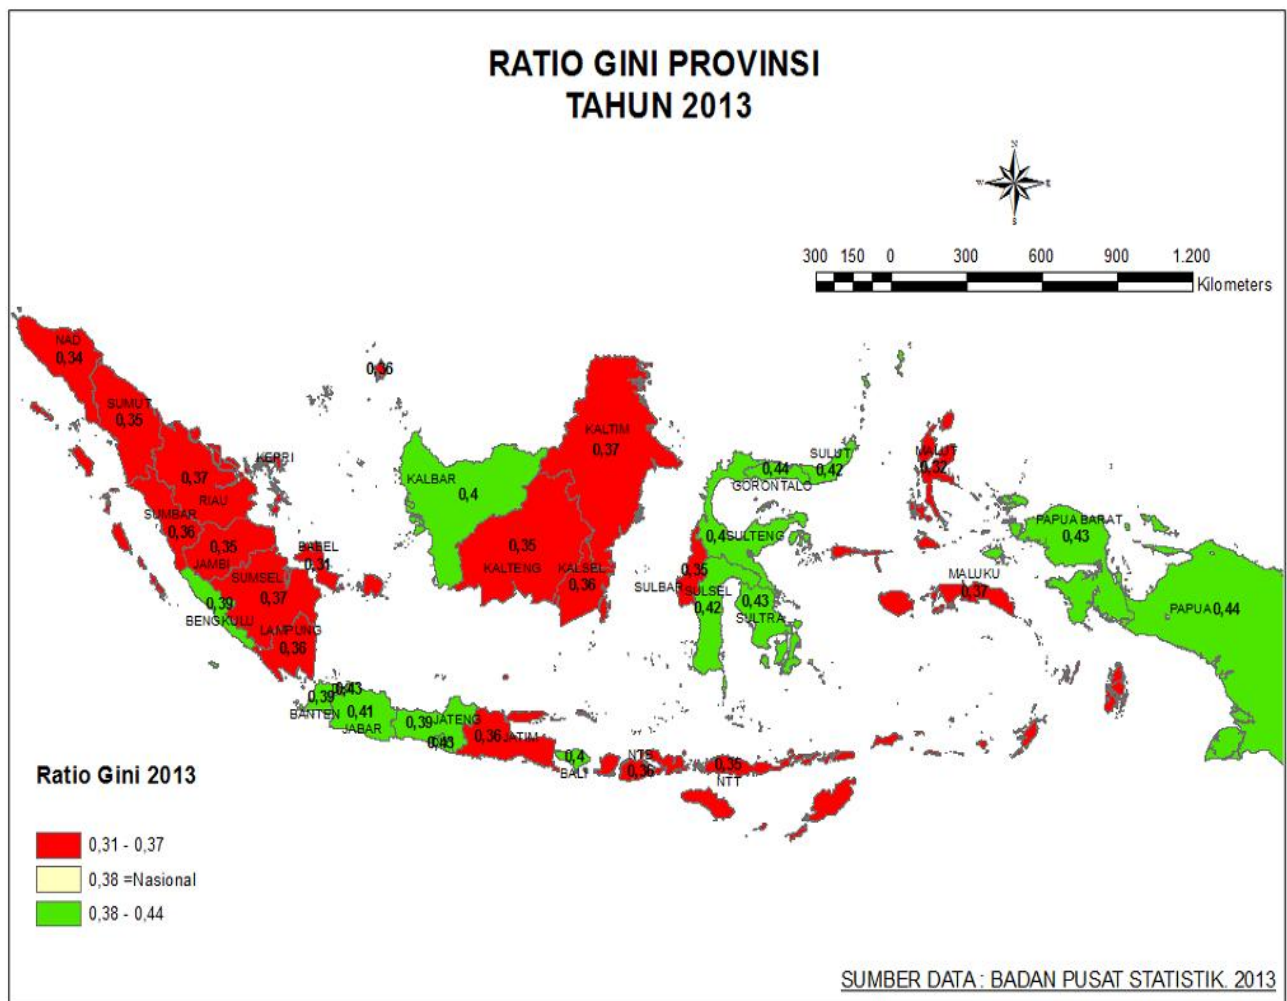 RATIO GINI PROVINSI
TAHUN 2013
N
W E
S
300 150 0 300 600 900 1.200
Kilometers
NAD
0,34
SUMUT
0,35
0,36
KEPRI
0,37
RIAU
SUMBAR
0,36
0,35
JAMBI
BABEL
0,31
SUMSEL
0,37
0,39
BENGKULU
LAMPUNG
0,36
KALBAR
0,4
KALTIM
0,37
0,35
KALTENG
KALSEL
0,36
SULUT
0,42
0,44
GORONTALO
0,4 SULTENG
0,35
SULBAR
SULSEL
0,42
0,43
SULTRA
MALUT
0,32
MALUKU
0,37
PAPUA BARAT
0,43
PAPUA 0,44
0,43
0,39
BANTEN
0,41
JABAR
0,39 JATENG
0,43
0,36 JATIM
0,4
BALI
NTB
0,36
0,35
NTT
Ratio Gini 2013
0,31 - 0,37
0,38 =Nasional
0,38 - 0,44
SUMBER DATA : BADAN PUSAT STATISTIK. 2013